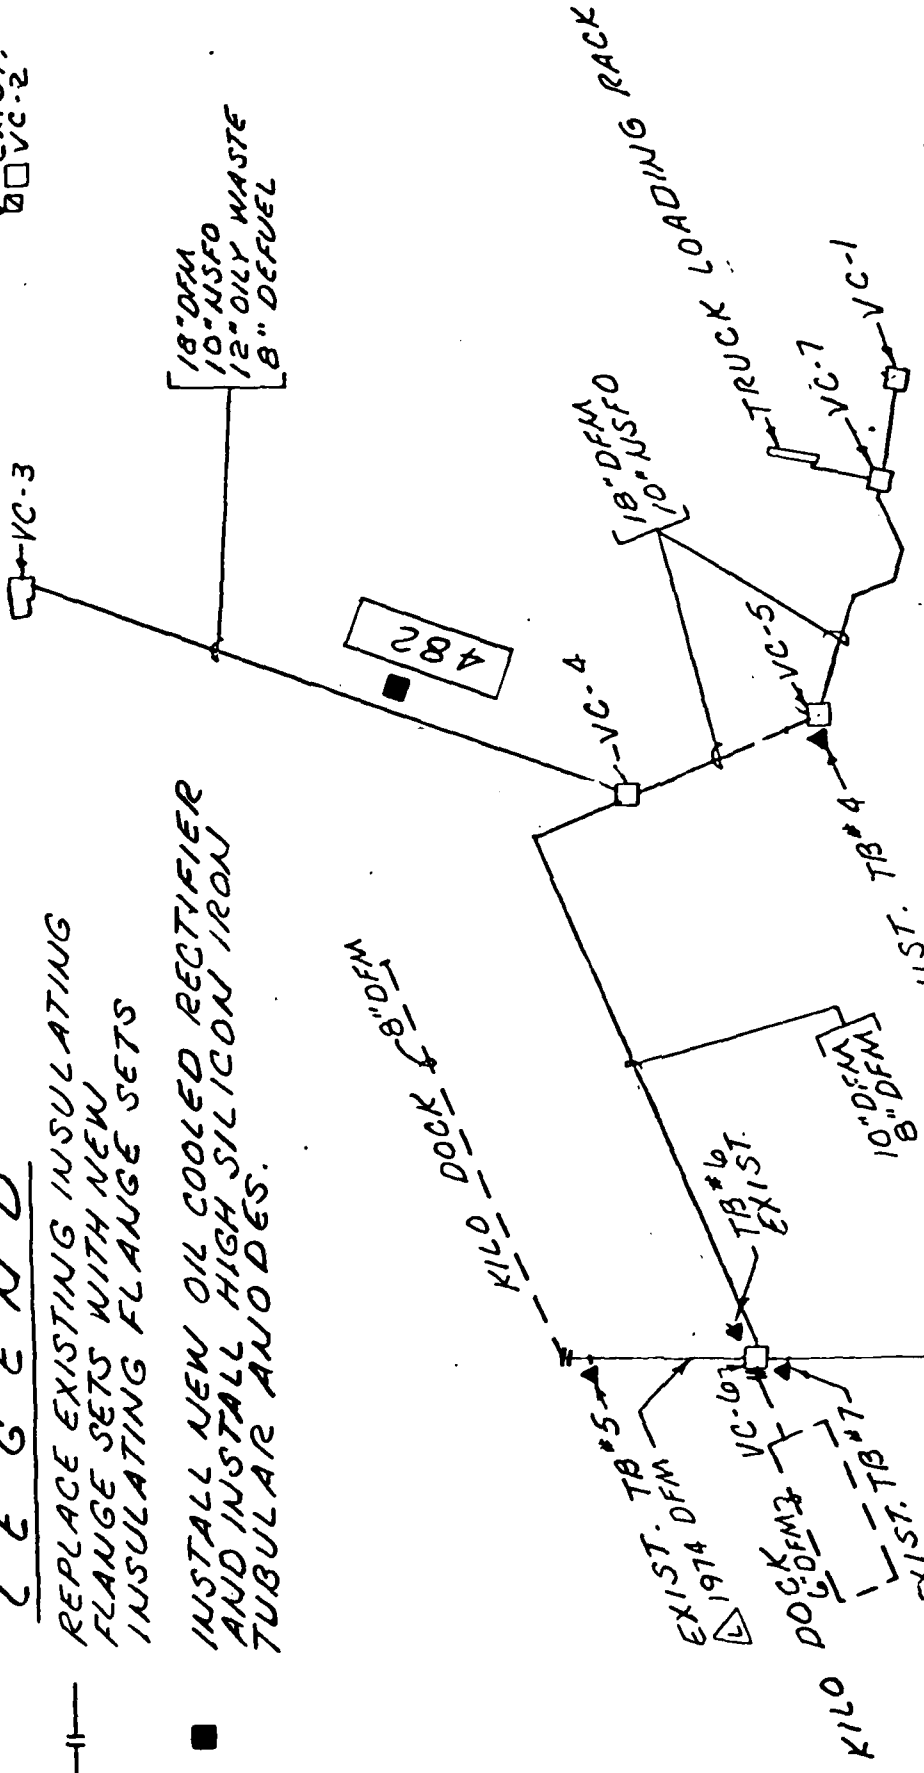 LEGEND
REPLACE EXISTING INSULATING
FLANGE SETS WITH NEW
INSULATING FLANGE SETS
INSTALL NEW OIL COOLED RECTIFIER
AND INSTALL HIGH SILICON IRON
TUBULAR ANODES.
VC-2
VC-3
18" DFM
10" NSFO
12" OILY WASTE
8" DEFUEL
482
VC-4
18" DFM
10" NSFO
TRUCK LOADING RACK
VC-7
VC-1
VC-5
TB #4
10" DFM
8" DFM
KILO DOCK
8" DFM
TB #6
EXIST.
EXIST. TB #5
1974 DFM
VC-6
KILO DOCK
EXIST. TB #7